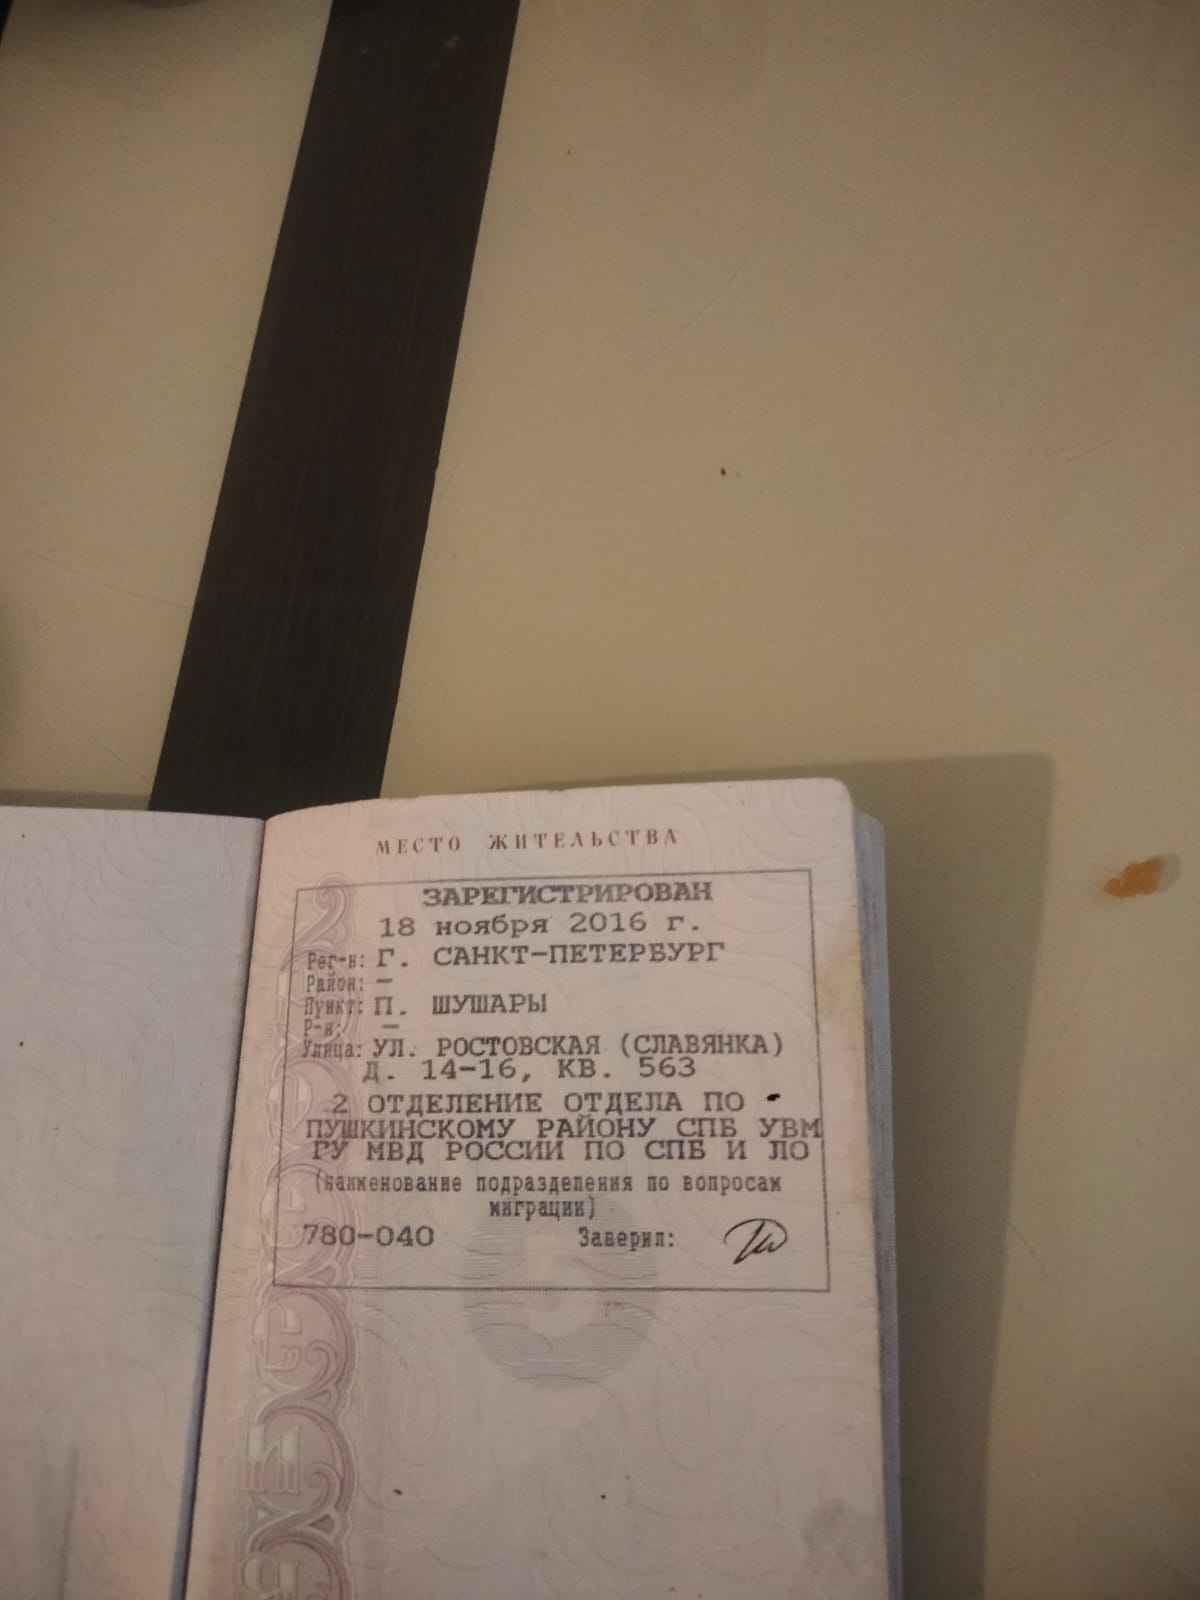 МЕСТО ЖИТЕЛЬСТВА
ЗАРЕГИСТРИРОВАН
18 ноября 2016 г.
Рег-н: Г. САНКТ-ПЕТЕРБУРГ
Район: —
Пункт: П. ШУШАРЫ
Р-н: —
Улица: УЛ. РОСТОВСКАЯ (СЛАВЯНКА)
Д. 14-16, КВ. 563
2 ОТДЕЛЕНИЕ ОТДЕЛА ПО
ПУШКИНСКОМУ РАЙОНУ СПБ УВМ
ГУ МВД РОССИИ ПО СПБ И ЛО
(наименование подразделения по вопросам
миграции)
780-040 Заверил: